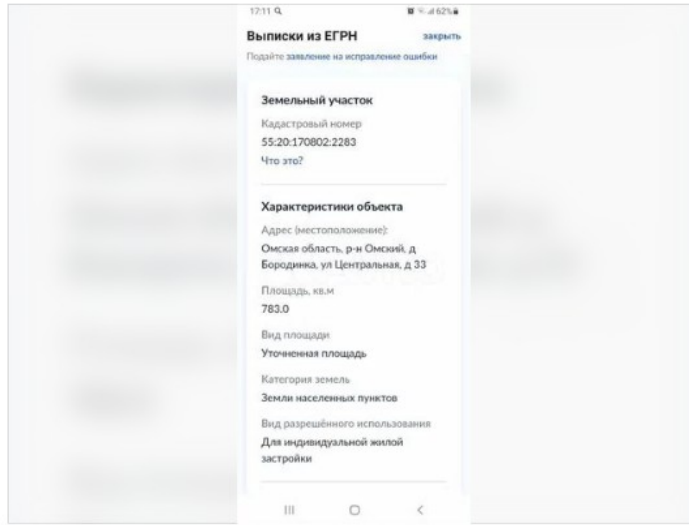 17:11
62%
Выписки из ЕГРН
закрыть
Подайте заявление на исправление ошибки
Земельный участок
Кадастровый номер
55:20:170802:2283
Что это?
Характеристики объекта
Адрес (местоположение):
Омская область, р-н Омский, д
Бородинка, ул Центральная, д 33
Площадь, кв.м
783.0
Вид площади
Уточненная площадь
Категория земель
Земли населенных пунктов
Вид разрешённого использования
Для индивидуальной жилой
застройки